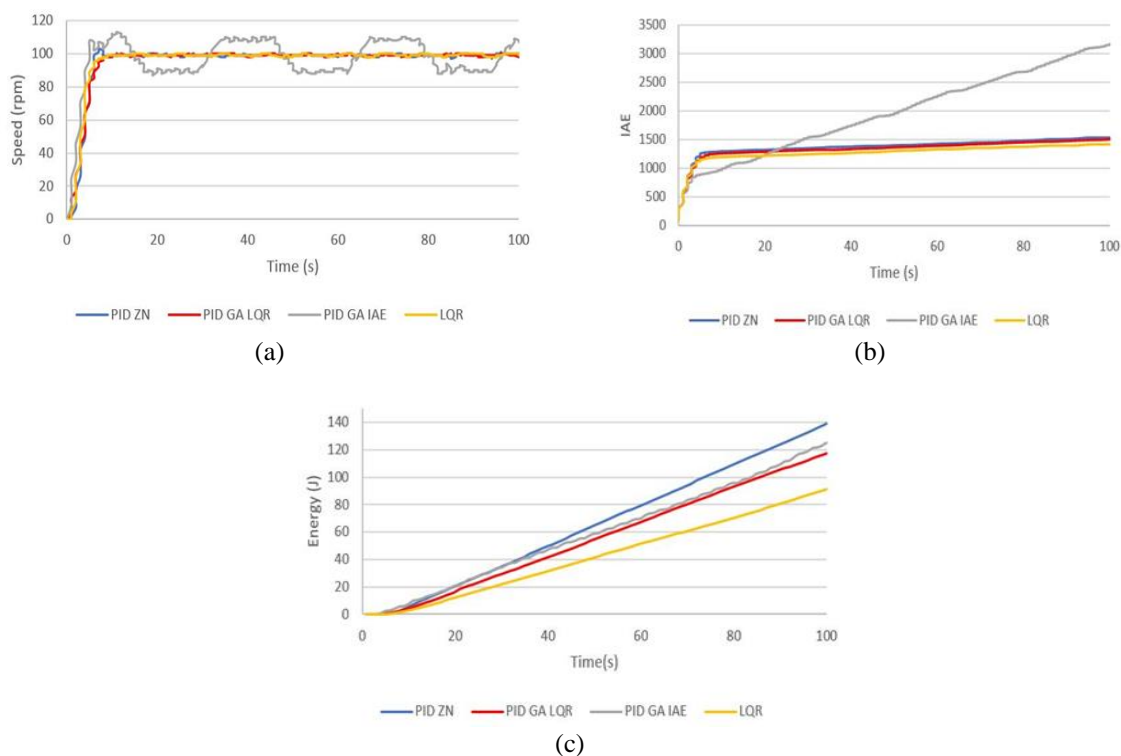 120
100
80
60
40
20
0
Speed (rpm)
0 20 40 60 80 100
Time (s)
PID ZN PID GA LQR PID GA IAE LQR
(a)
3500
3000
2500
2000
1500
1000
500
0
IAE
0 20 40 60 80 100
Time (s)
PID ZN PID GA LQR PID GA IAE LQR
(b)
140
120
100
80
60
40
20
0
Energy (J)
0 20 40 60 80 100
Time(s)
PID ZN PID GA LQR PID GA IAE LQR
(c)